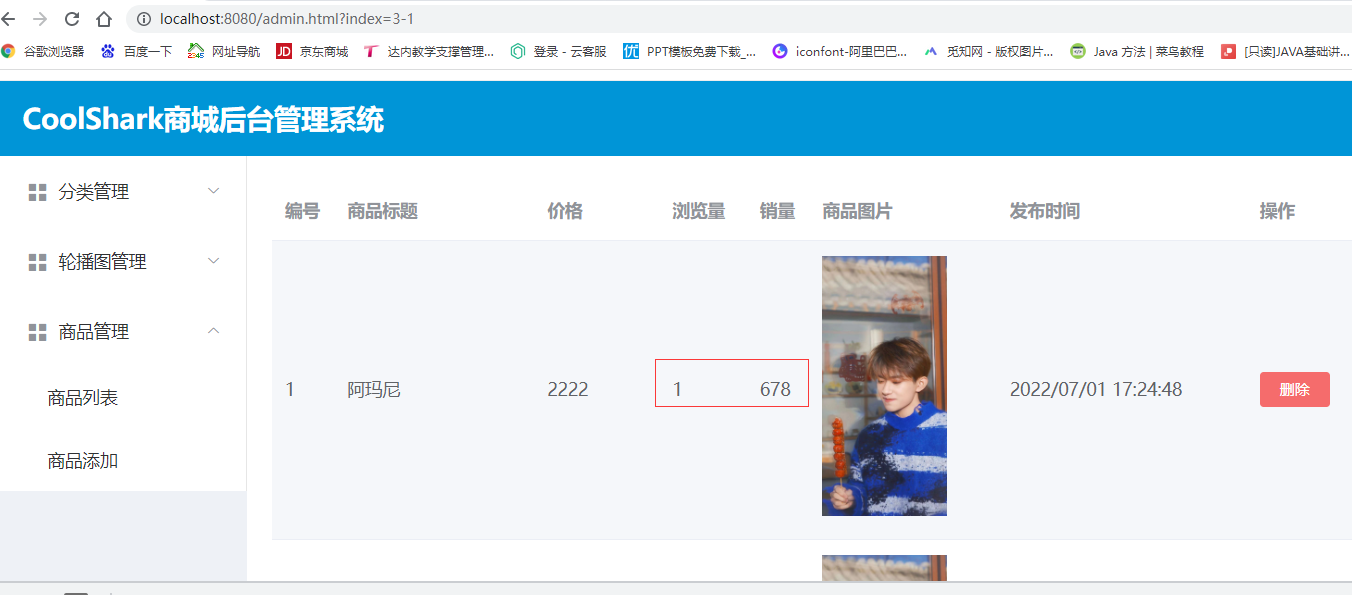 localhost:8080/admin.html?index=3-1
谷歌浏览器 百度一下 网址导航 JD 京东商城 达内教学支撑管理... 登录 - 云客服 优 PPT模板免费下载_... iconfont-阿里巴巴... 觅知网 - 版权图片... Java 方法 | 菜鸟教程 [只读]JAVA基础讲...
CoolShark商城后台管理系统
分类管理
轮播图管理
商品管理
商品列表
商品添加
编号 商品标题 价格 浏览量 销量 商品图片 发布时间 操作
1 阿玛尼 2222 1 678 2022/07/01 17:24:48 删除